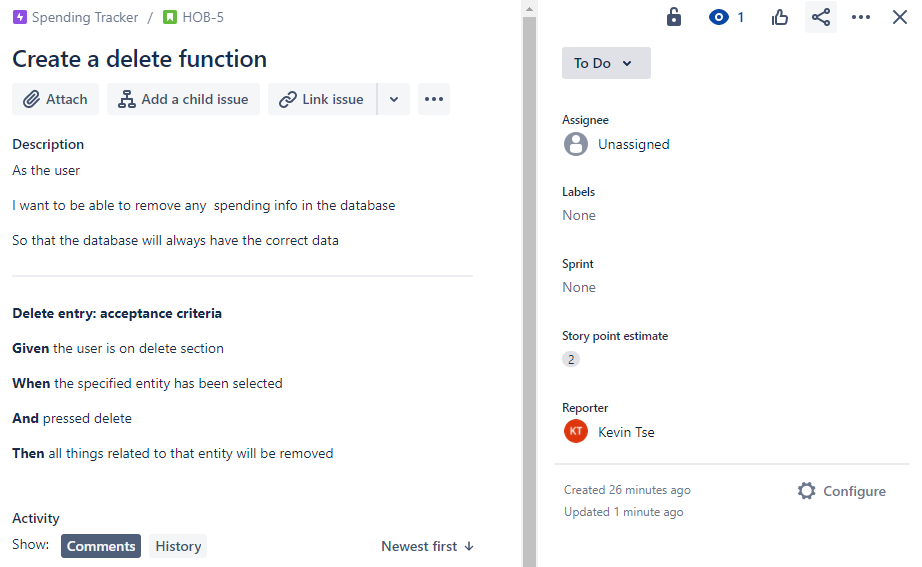 Spending Tracker / HOB-5
1
Create a delete function
Attach Add a child issue Link issue
To Do
Description
As the user
I want to be able to remove any  spending info in the database
So that the database will always have the correct data
Delete entry: acceptance criteria
Given the user is on delete section
When the specified entity has been selected
And pressed delete
Then all things related to that entity will be removed
Activity
Show: Comments History Newest first
Assignee
Unassigned
Labels
None
Sprint
None
Story point estimate
2
Reporter
KT Kevin Tse
Created 26 minutes ago
Configure
Updated 1 minute ago